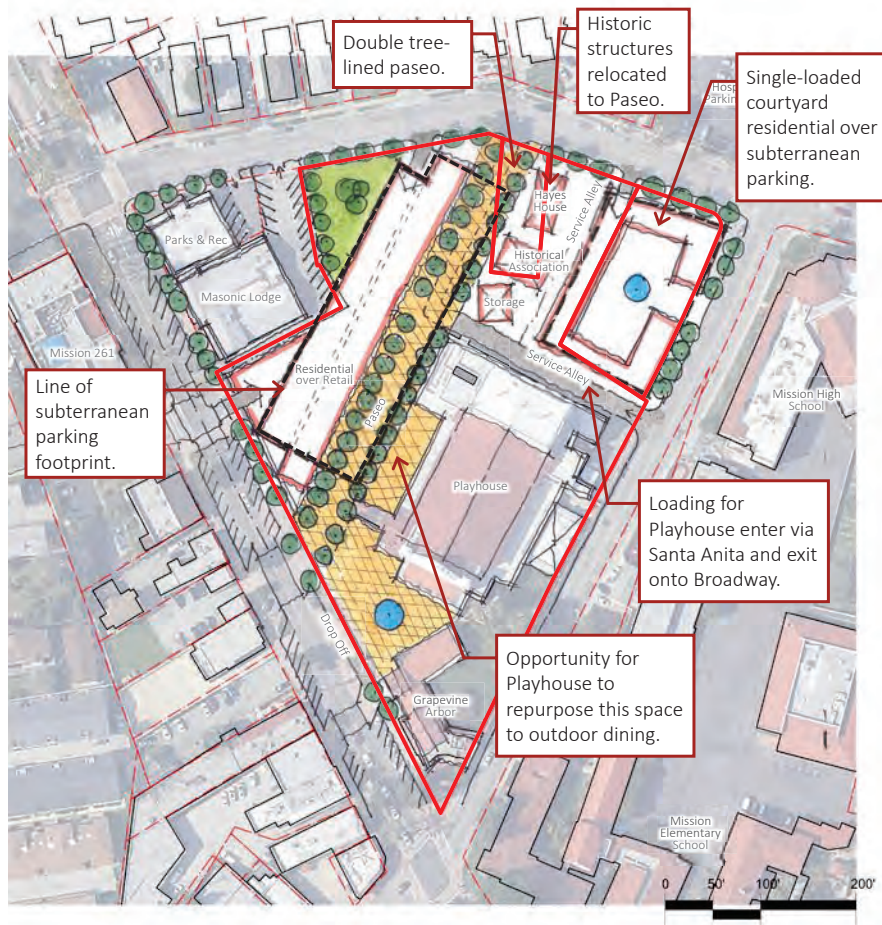 Double tree-
lined paseo.
Historic
structures
relocated
to Paseo.
Single-loaded
courtyard
residential over
subterranean
parking.
Hosp
Parking
Hayes
House
Service Alley
Historical
Association
Storage
Service Alley
Parks & Rec
Masonic Lodge
Mission 261
Residential
over Retail
Paseo
Line of
subterranean
parking
footprint.
Mission High
School
Playhouse
Loading for
Playhouse enter via
Santa Anita and exit
onto Broadway.
Drop Off
Opportunity for
Playhouse to
repurpose this space
to outdoor dining.
Grapevine
Arbor
Mission
Elementary
School
0 50' 100' 200'